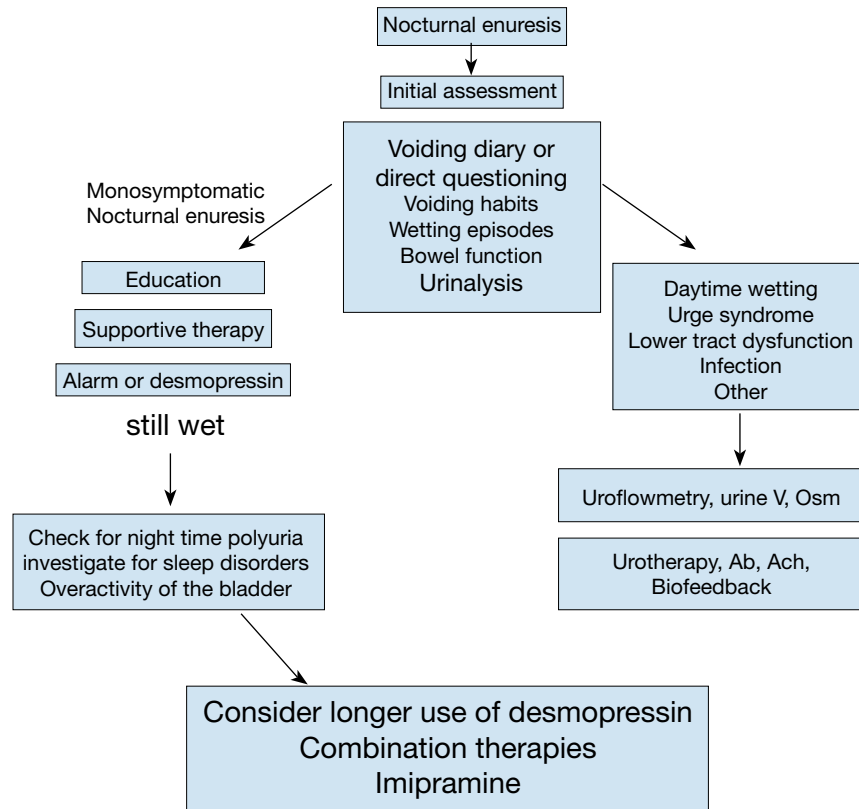 Nocturnal enuresis
Initial assessment
Voiding diary or
direct questioning
Voiding habits
Wetting episodes
Bowel function
Urinalysis
Monosymptomatic
Nocturnal enuresis
Education
Supportive therapy
Alarm or desmopressin
still wet
Check for night time polyuria
investigate for sleep disorders
Overactivity of the bladder
Daytime wetting
Urge syndrome
Lower tract dysfunction
Infection
Other
Uroflowmetry, urine V, Osm
Urotherapy, Ab, Ach,
Biofeedback
Consider longer use of desmopressin
Combination therapies
Imipramine